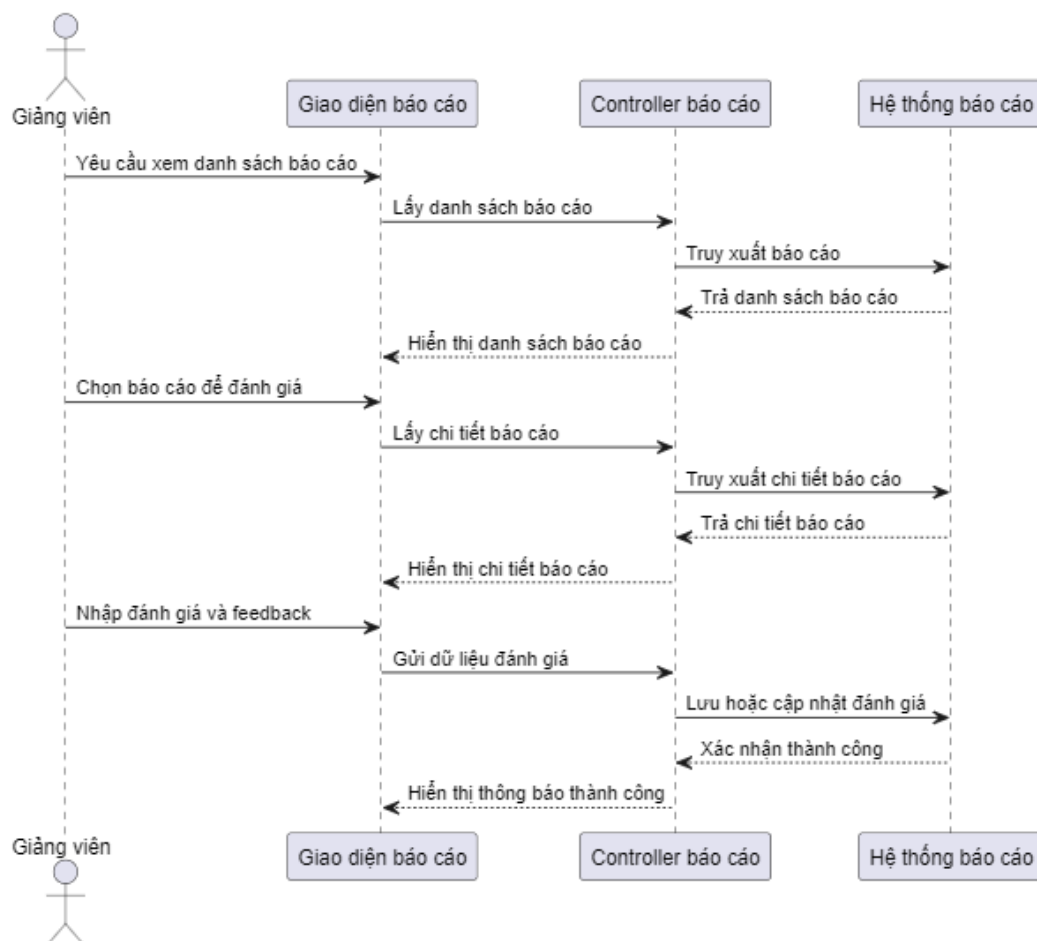 Giảng viên
Giao diện báo cáo
Controller báo cáo
Hệ thống báo cáo
Yêu cầu xem danh sách báo cáo
Lấy danh sách báo cáo
Truy xuất báo cáo
Trả danh sách báo cáo
Hiển thị danh sách báo cáo
Chọn báo cáo để đánh giá
Lấy chi tiết báo cáo
Truy xuất chi tiết báo cáo
Trả chi tiết báo cáo
Hiển thị chi tiết báo cáo
Nhập đánh giá và feedback
Gửi dữ liệu đánh giá
Lưu hoặc cập nhật đánh giá
Xác nhận thành công
Hiển thị thông báo thành công
Giảng viên
Giao diện báo cáo
Controller báo cáo
Hệ thống báo cáo